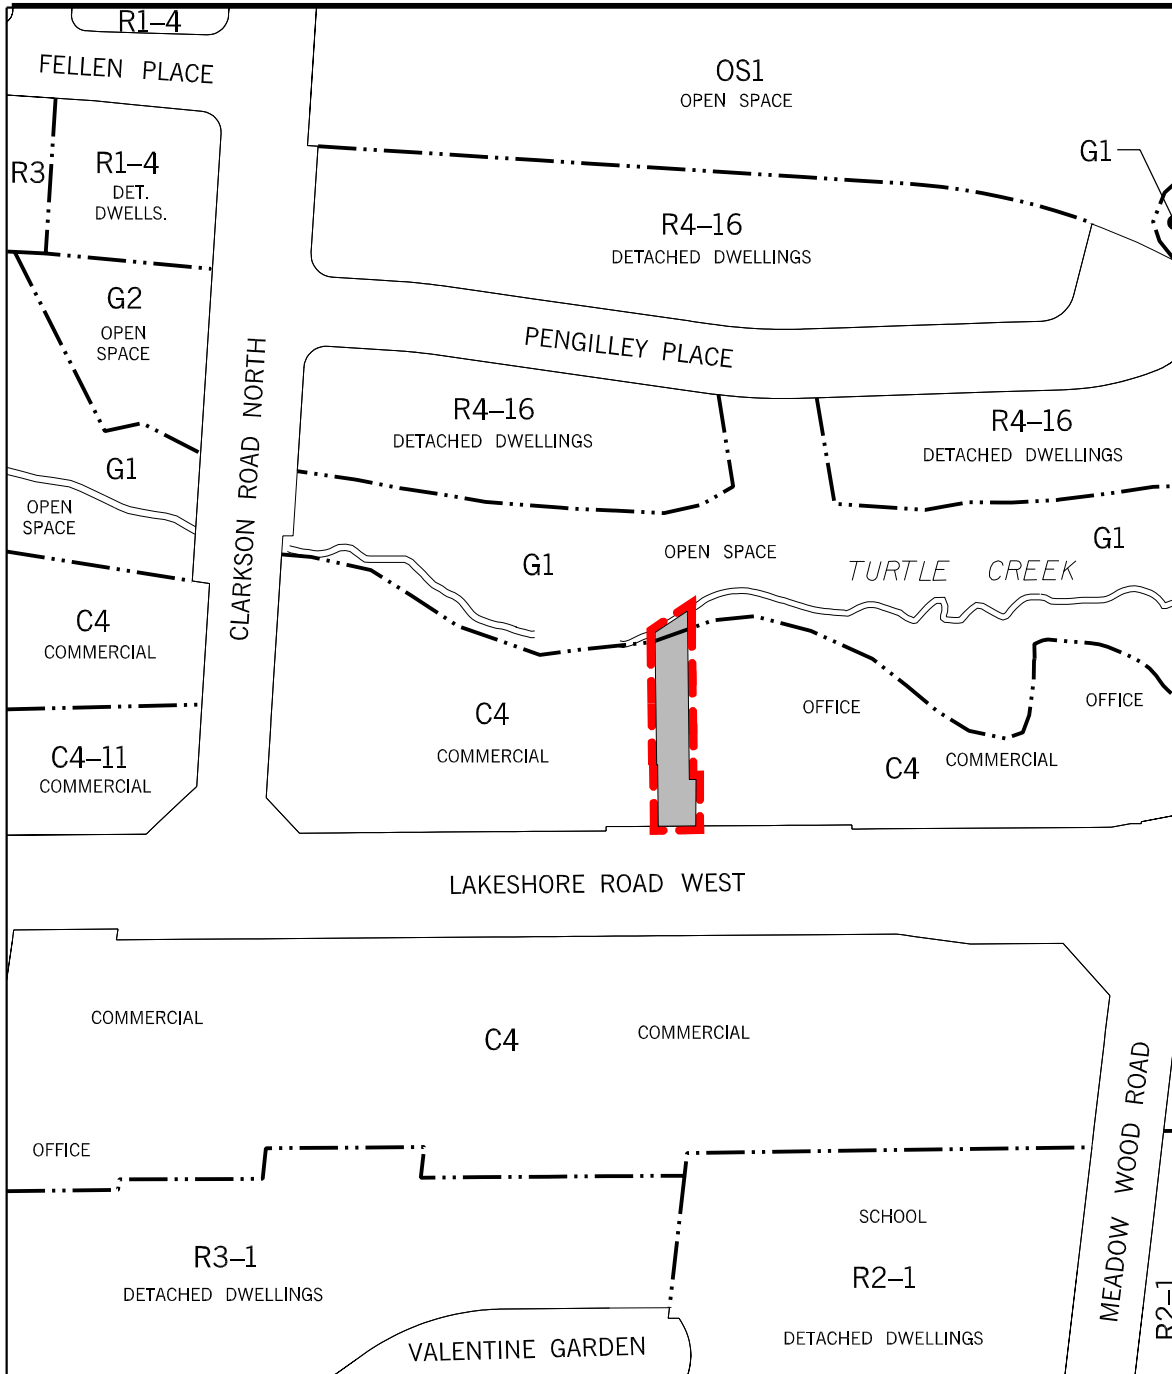 R1–4
FELLEN PLACE
OS1
OPEN SPACE
G1
R3
R1–4
DET.
DWELLS.
R4–16
DETACHED DWELLINGS
G2
OPEN
SPACE
PENGILLEY PLACE
CLARKSON ROAD NORTH
R4–16
DETACHED DWELLINGS
R4–16
DETACHED DWELLINGS
G1
OPEN
SPACE
G1
OPEN SPACE
G1
TURTLE CREEK
C4
COMMERCIAL
C4
COMMERCIAL
OFFICE
OFFICE
C4
COMMERCIAL
C4–11
COMMERCIAL
LAKESHORE ROAD WEST
COMMERCIAL
C4
COMMERCIAL
OFFICE
MEADOW WOOD ROAD
SCHOOL
R3–1
DETACHED DWELLINGS
R2–1
DETACHED DWELLINGS
R2–1
VALENTINE GARDEN